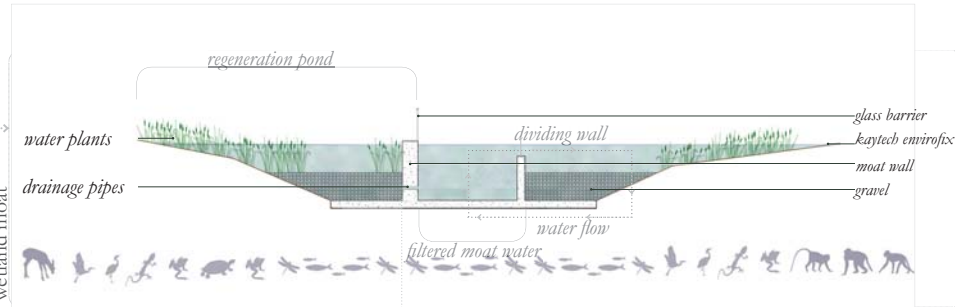 regeneration pond
glass barrier
water plants
dividing wall
kaytech envirofix
moat wall
drainage pipes
gravel
water flow
filtered moat water
wetland moat